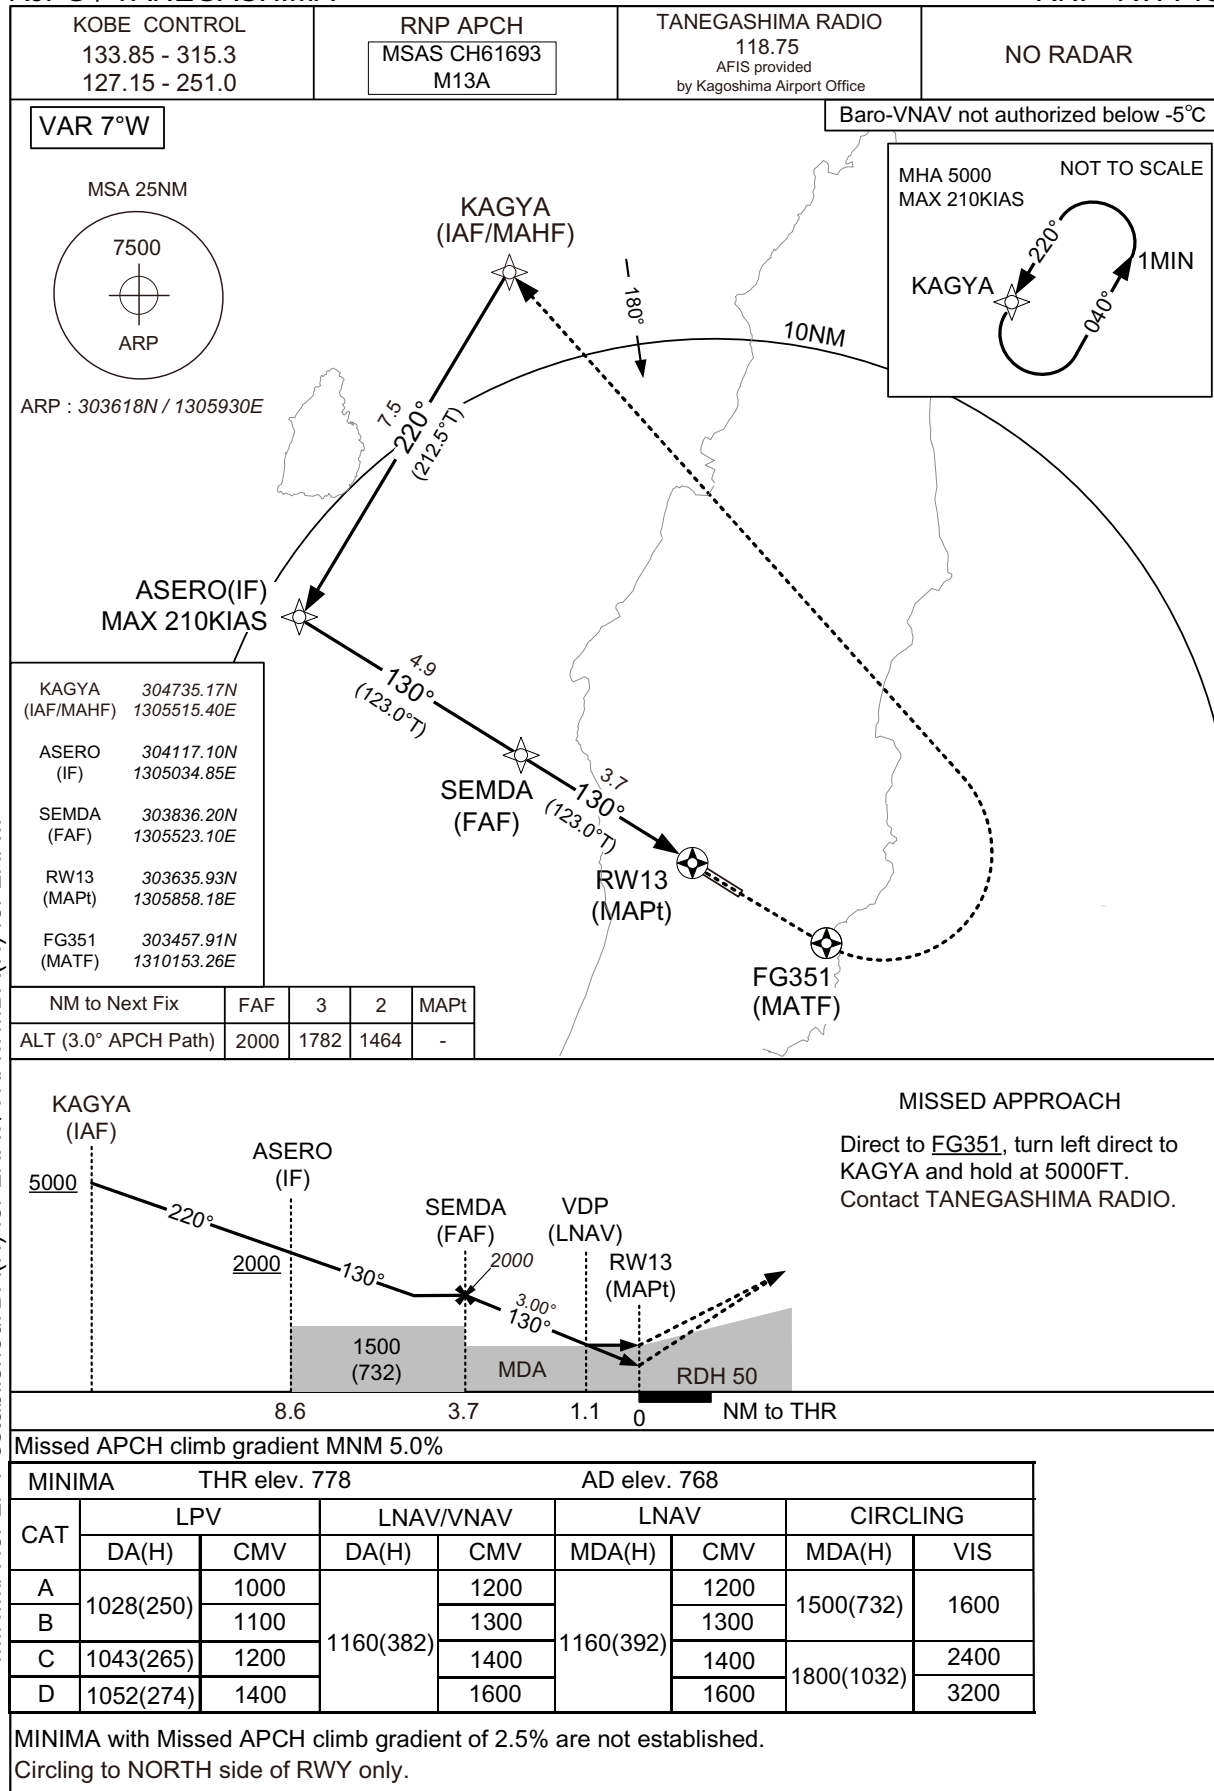 KOBE CONTROL
133.85 - 315.3
127.15 - 251.0
RNP APCH
MSAS CH61693
M13A
TANEGASHIMA RADIO
118.75
AFIS provided
by Kagoshima Airport Office
NO RADAR
VAR 7°W
Baro-VNAV not authorized below -5°C
MSA 25NM
7500
ARP
ARP : 303618N / 1305930E
MHA 5000
MAX 210KIAS
NOT TO SCALE
220°
KAGYA
1MIN
040°
KAGYA
(IAF/MAHF)
180°
10NM
7.5
220°
(212.5°T)
ASERO(IF)
MAX 210KIAS
4.9
130°
(123.0°T)
SEMDA
(FAF)
3.7
130°
(123.0°T)
RW13
(MAPt)
FG351
(MATF)
KAGYA 304735.17N
(IAF/MAHF) 1305515.40E
ASERO 304117.10N
(IF) 1305034.85E
SEMDA 303836.20N
(FAF) 1305523.10E
RW13 303635.93N
(MAPt) 1305858.18E
FG351 303457.91N
(MATF) 1310153.26E
NM to Next Fix FAF 3 2 MAPt
ALT (3.0° APCH Path) 2000 1782 1464 -
KAGYA
(IAF)
5000
220°
ASERO
(IF)
2000
130°
SEMDA
(FAF)
2000
3.00°
130°
VDP
(LNAV)
RW13
(MAPt)
1500
(732)
MDA
RDH 50
8.6 3.7 1.1 0 NM to THR
MISSED APPROACH
Direct to FG351, turn left direct to
KAGYA and hold at 5000FT.
Contact TANEGASHIMA RADIO.
Missed APCH climb gradient MNM 5.0%
MINIMA THR elev. 778 AD elev. 768
CAT LPV LNAV/VNAV LNAV CIRCLING
DA(H) CMV DA(H) CMV MDA(H) CMV MDA(H) VIS
A 1028(250) 1000 1160(382) 1200 1160(392) 1200 1500(732) 1600
B 1100 1300 1300
C 1043(265) 1200 1400 1400 1800(1032) 2400
D 1052(274) 1400 1600 1600 3200
MINIMA with Missed APCH climb gradient of 2.5% are not established.
Circling to NORTH side of RWY only.